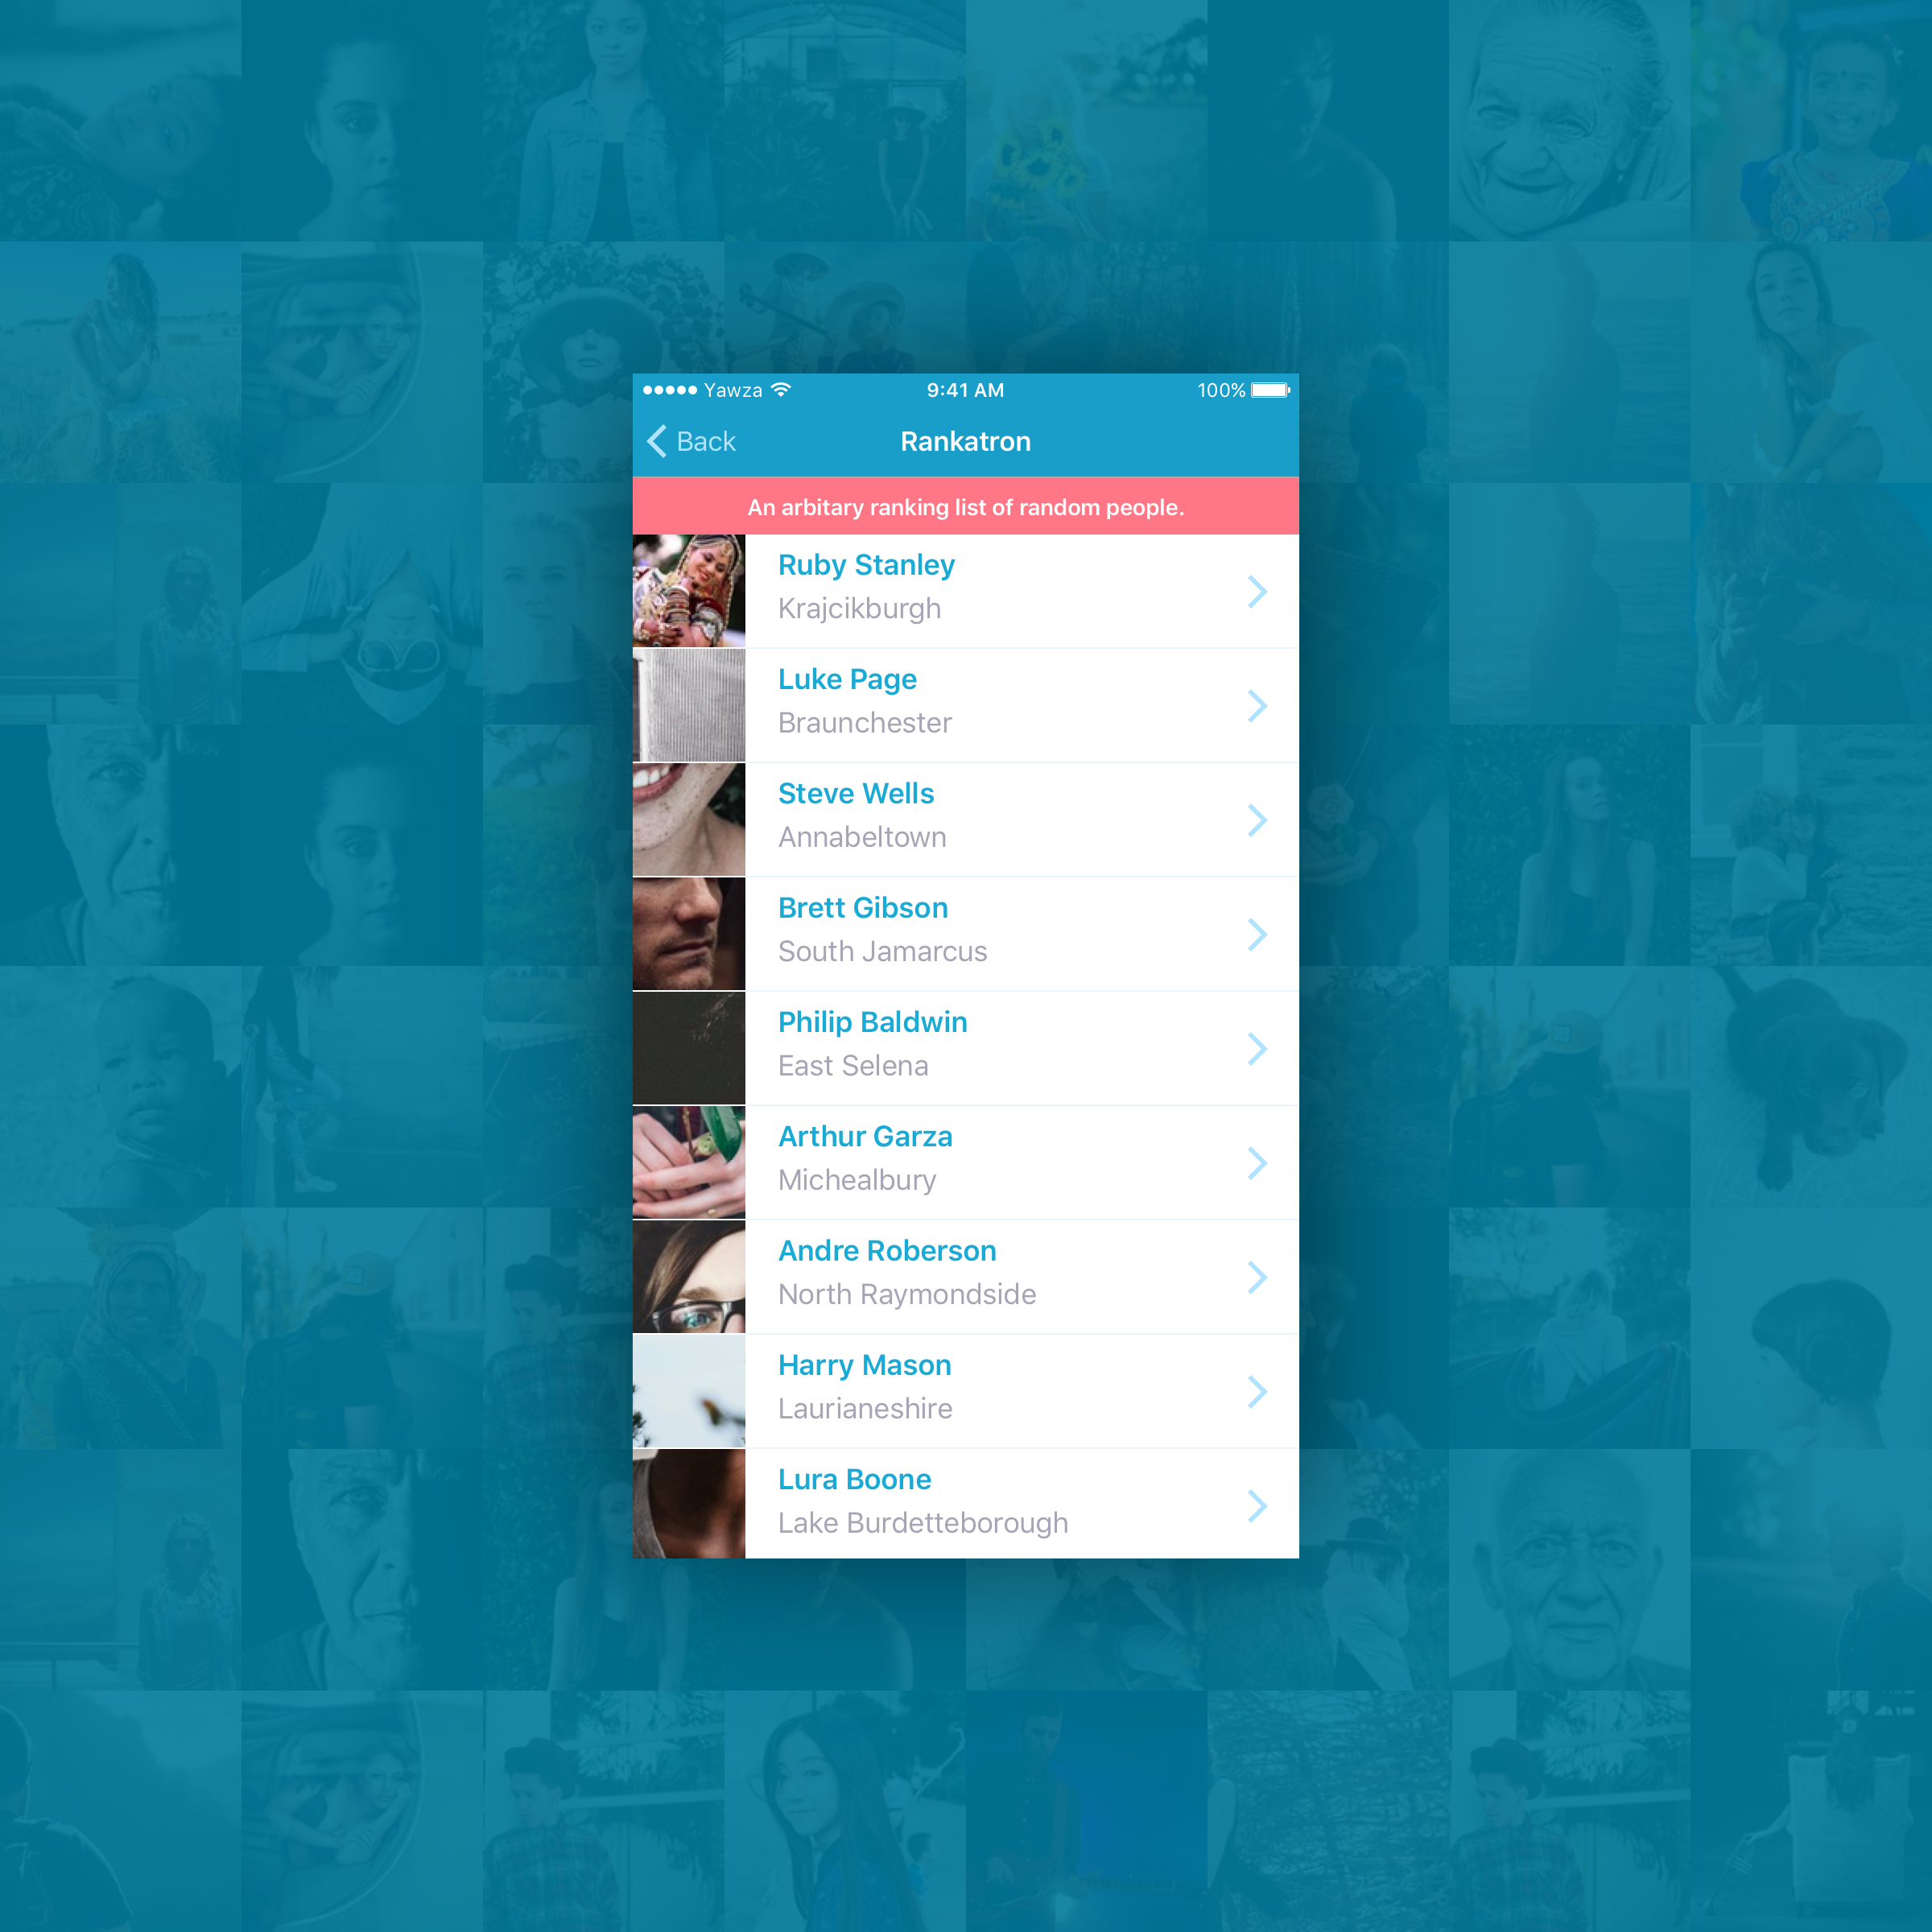 Yawza 9:41 AM 100%
Back Rankatron
An arbitary ranking list of random people.
Ruby Stanley
Krajcikburgh
Luke Page
Braunchester
Steve Wells
Annabeltown
Brett Gibson
South Jamarcus
Philip Baldwin
East Selena
Arthur Garza
Michealbury
Andre Roberson
North Raymondside
Harry Mason
Laurianeshire
Lura Boone
Lake Burdetteborough